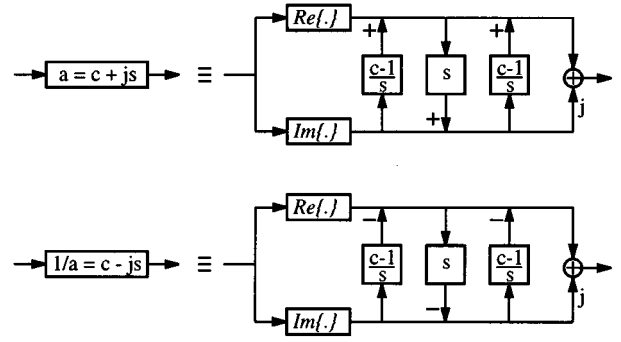 Re{.}
+ +
a = c + js ≡ c-1 s c-1
s s
+ j
Im{.}
Re{.}
− −
1/a = c - js ≡ c-1 s c-1
s s
− j
Im{.}